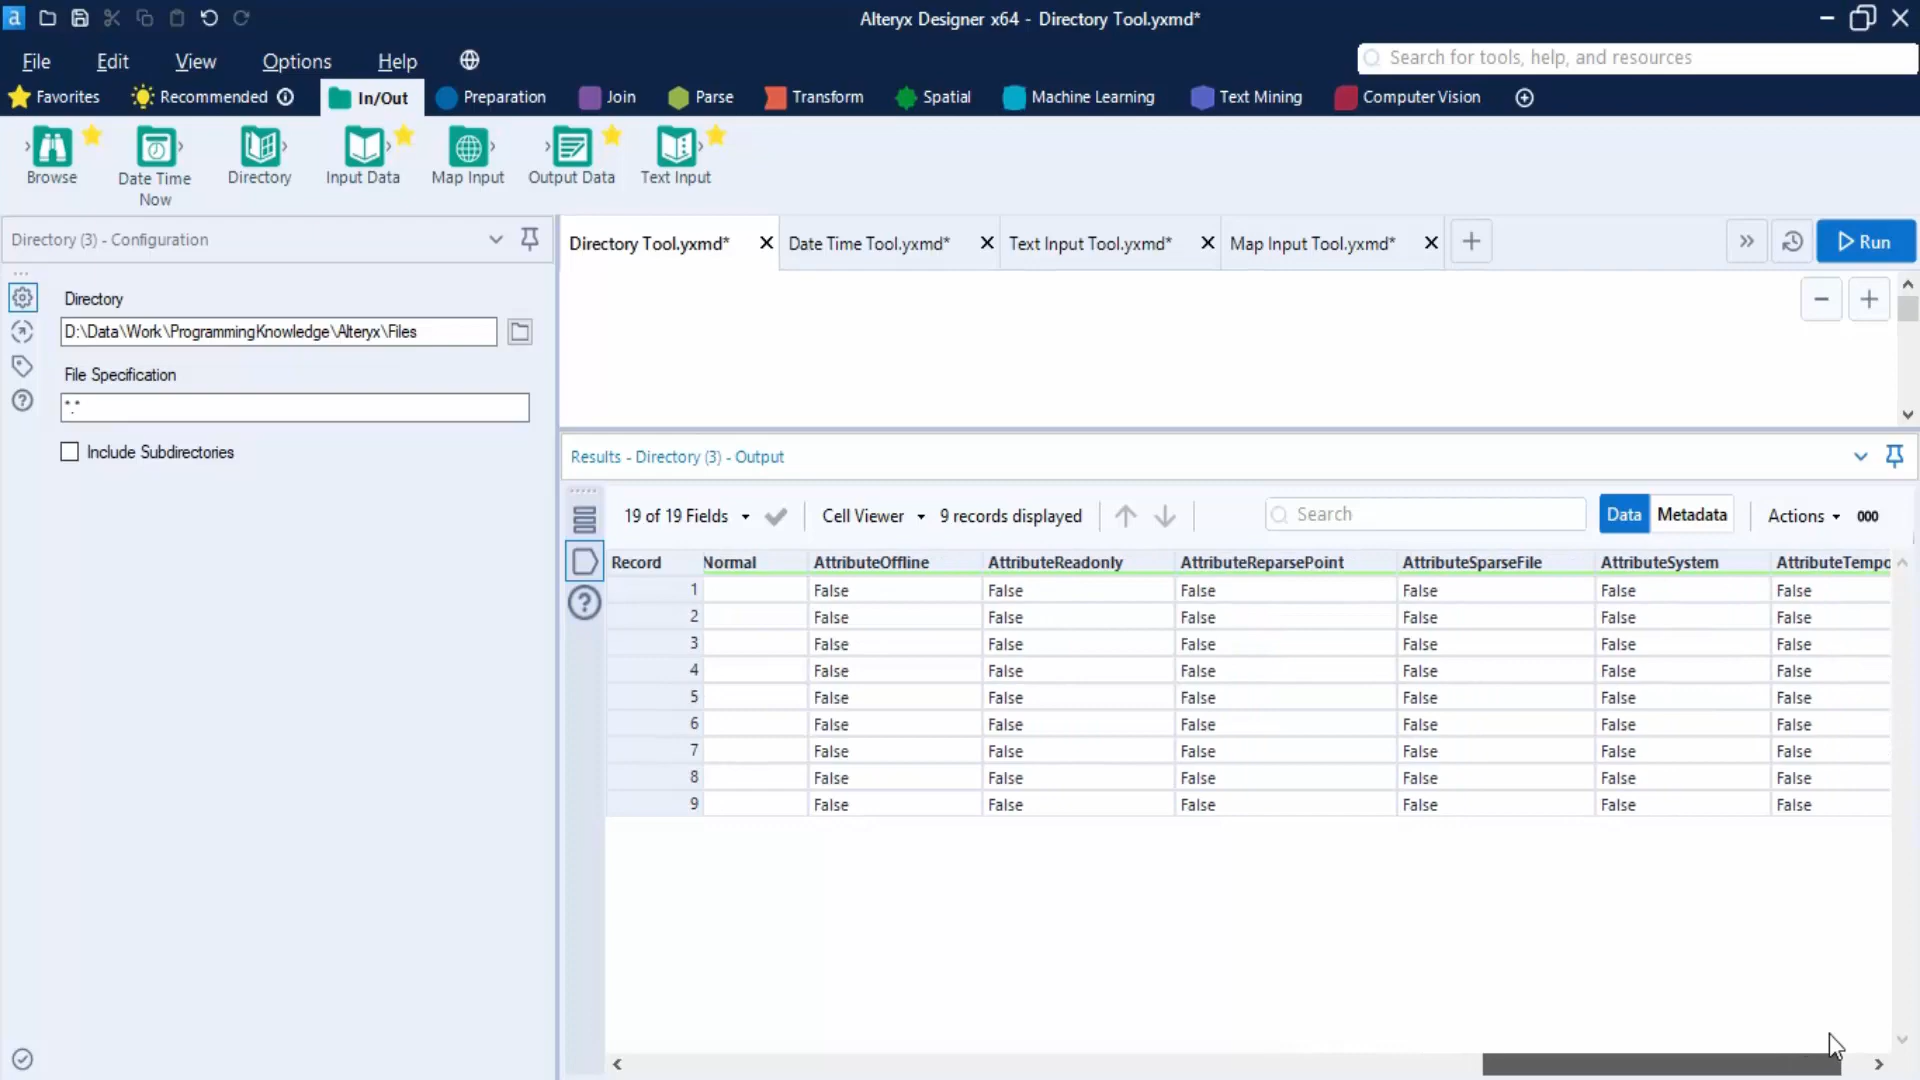 a
Alteryx Designer x64 - Directory Tool.yxmd*
File Edit View Options Help
Search for tools, help, and resources
Favorites Recommended In/Out Preparation Join Parse Transform Spatial Machine Learning Text Mining Computer Vision
Browse Date Time Now Directory Input Data Map Input Output Data Text Input
Directory (3) - Configuration
Directory Tool.yxmd* Date Time Tool.yxmd* Text Input Tool.yxmd* Map Input Tool.yxmd* Run
Directory
D:\Data\Work\ProgrammingKnowledge\Alteryx\Files
File Specification
*.*
Include Subdirectories
Results - Directory (3) - Output
19 of 19 Fields Cell Viewer 9 records displayed Search Data Metadata Actions 000
Record Normal AttributeOffline AttributeReadonly AttributeReparsePoint AttributeSparseFile AttributeSystem AttributeTempo
1 False False False False False False
2 False False False False False False
3 False False False False False False
4 False False False False False False
5 False False False False False False
6 False False False False False False
7 False False False False False False
8 False False False False False False
9 False False False False False False